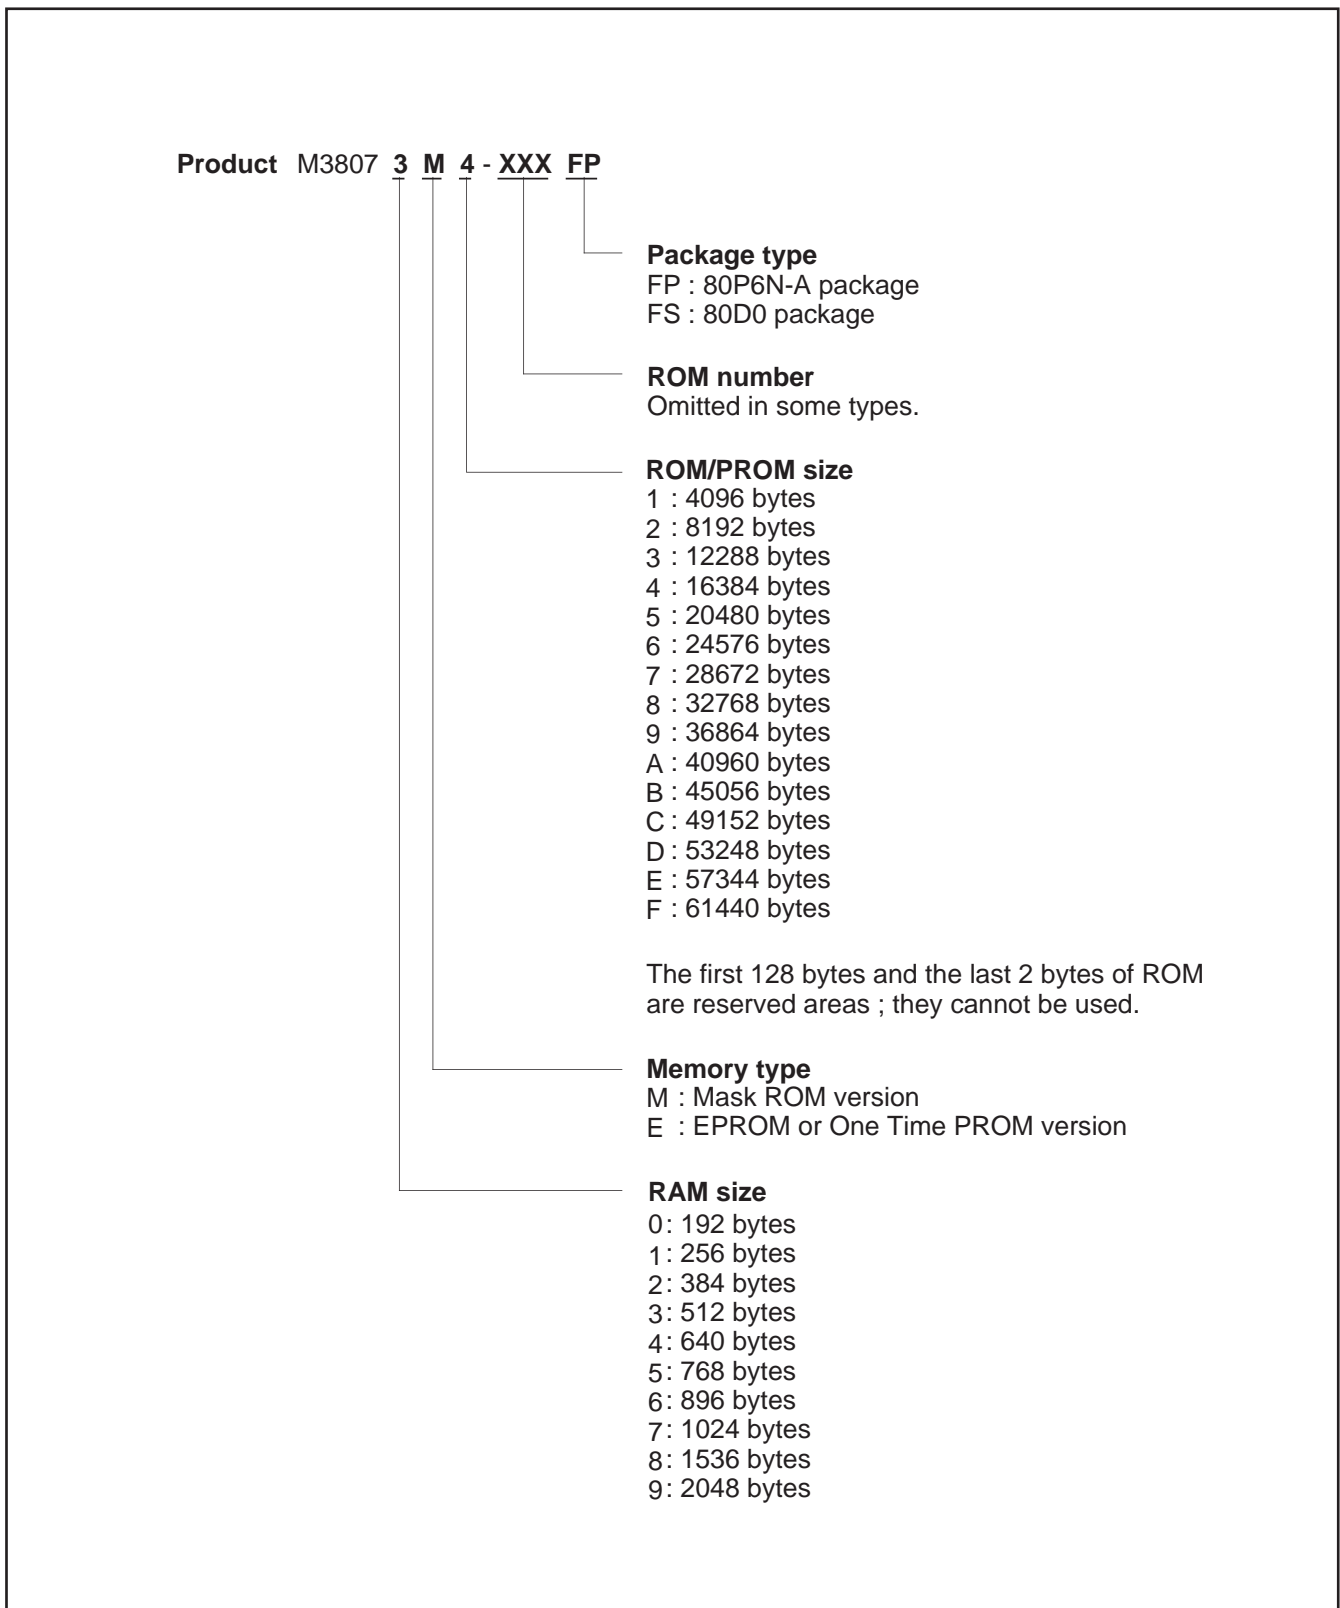 Product M3807 3 M 4 - XXX FP
Package type
FP : 80P6N-A package
FS : 80D0 package
ROM number
Omitted in some types.
ROM/PROM size
1 : 4096 bytes
2 : 8192 bytes
3 : 12288 bytes
4 : 16384 bytes
5 : 20480 bytes
6 : 24576 bytes
7 : 28672 bytes
8 : 32768 bytes
9 : 36864 bytes
A : 40960 bytes
B : 45056 bytes
C : 49152 bytes
D : 53248 bytes
E : 57344 bytes
F : 61440 bytes
The first 128 bytes and the last 2 bytes of ROM
are reserved areas ; they cannot be used.
Memory type
M : Mask ROM version
E : EPROM or One Time PROM version
RAM size
0: 192 bytes
1: 256 bytes
2: 384 bytes
3: 512 bytes
4: 640 bytes
5: 768 bytes
6: 896 bytes
7: 1024 bytes
8: 1536 bytes
9: 2048 bytes